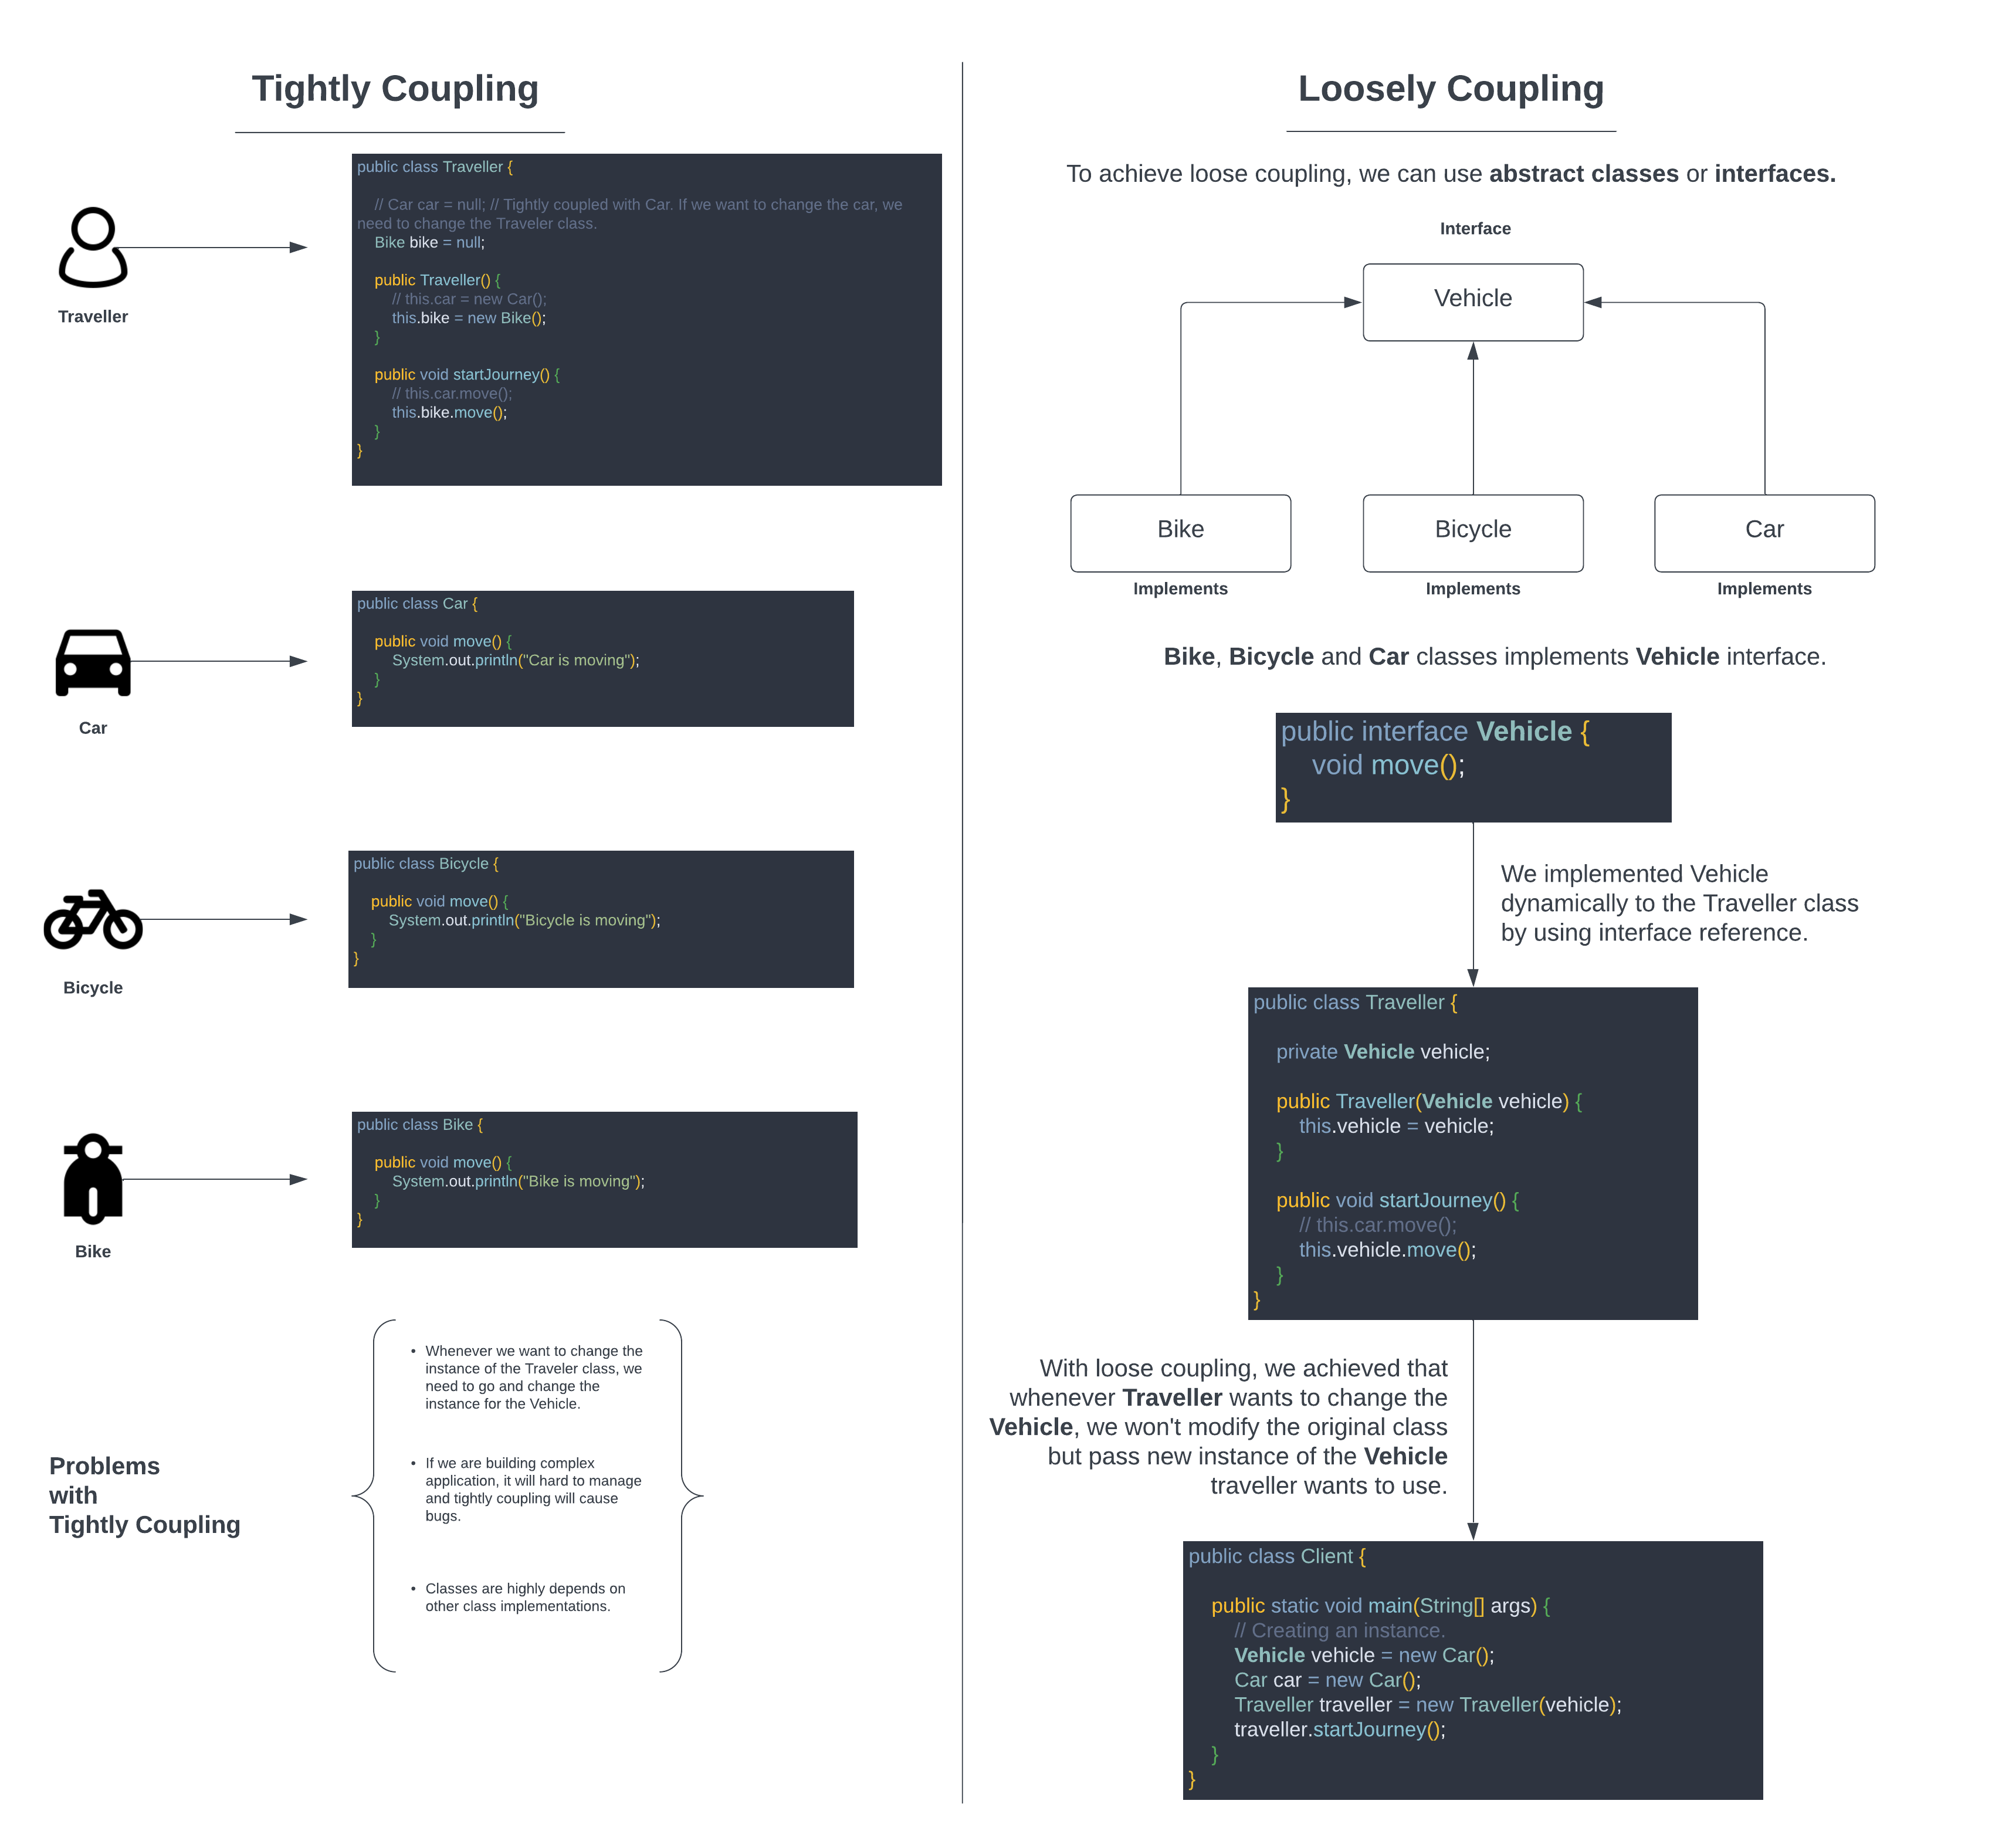 Tightly Coupling
Traveller
public class Traveller {
// Car car = null; // Tightly coupled with Car. If we want to change the car, we
need to change the Traveler class.
Bike bike = null;
public Traveller() {
// this.car = new Car();
this.bike = new Bike();
}
public void startJourney() {
// this.car.move();
this.bike.move();
}
}
Car
public class Car {
public void move() {
System.out.println("Car is moving");
}
}
Bicycle
public class Bicycle {
public void move() {
System.out.println("Bicycle is moving");
}
}
Bike
public class Bike {
public void move() {
System.out.println("Bike is moving");
}
}
Problems
with
Tightly Coupling
• Whenever we want to change the
instance of the Traveler class, we
need to go and change the
instance for the Vehicle.
• If we are building complex
application, it will hard to manage
and tightly coupling will cause
bugs.
• Classes are highly depends on
other class implementations.
Loosely Coupling
To achieve loose coupling, we can use abstract classes or interfaces.
Interface
Vehicle
Bike
Bicycle
Car
Implements
Implements
Implements
Bike, Bicycle and Car classes implements Vehicle interface.
public interface Vehicle {
void move();
}
We implemented Vehicle
dynamically to the Traveller class
by using interface reference.
public class Traveller {
private Vehicle vehicle;
public Traveller(Vehicle vehicle) {
this.vehicle = vehicle;
}
public void startJourney() {
// this.car.move();
this.vehicle.move();
}
}
With loose coupling, we achieved that
whenever Traveller wants to change the
Vehicle, we won't modify the original class
but pass new instance of the Vehicle
traveller wants to use.
public class Client {
public static void main(String[] args) {
// Creating an instance.
Vehicle vehicle = new Car();
Car car = new Car();
Traveller traveller = new Traveller(vehicle);
traveller.startJourney();
}
}